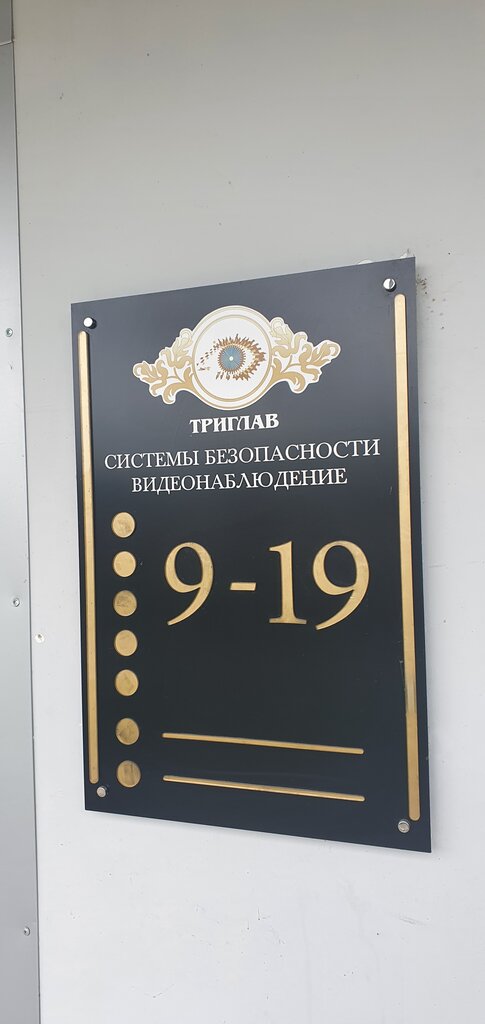 ТРИГЛАВ
СИСТЕМЫ БЕЗОПАСНОСТИ
ВИДЕОНАБЛЮДЕНИЕ
9-19